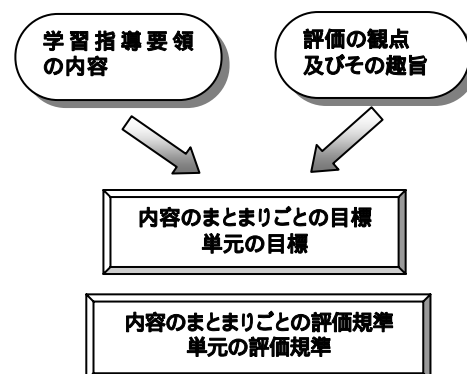 学習指導要領
の内容
評価の観点
及びその趣旨
内容のまとまりごとの目標
単元の目標
内容のまとまりごとの評価規準
単元の評価規準